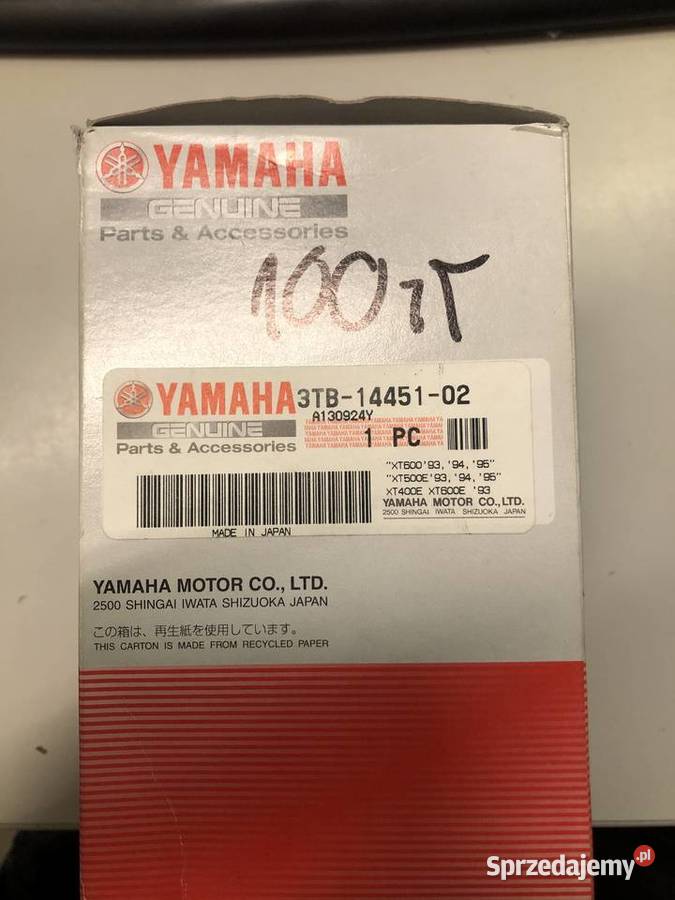 YAMAHA
GENUINE
Parts & Accessories
100 zł
YAMAHA 3TB-14451-02
A130924Y
GENUINE
1 PC
Parts & Accessories
"XT600'93,'94,'95"
"XT500E'93,'94,'95"
XT400E XT600E '93
YAMAHA MOTOR CO.,LTD.
2500 SHINGAI IWATA SHIZUOKA JAPAN
MADE IN JAPAN
YAMAHA MOTOR CO., LTD.
2500 SHINGAI IWATA SHIZUOKA JAPAN
この箱は、再生紙を使用しています。
THIS CARTON IS MADE FROM RECYCLED PAPER
Sprzedajemy.pl